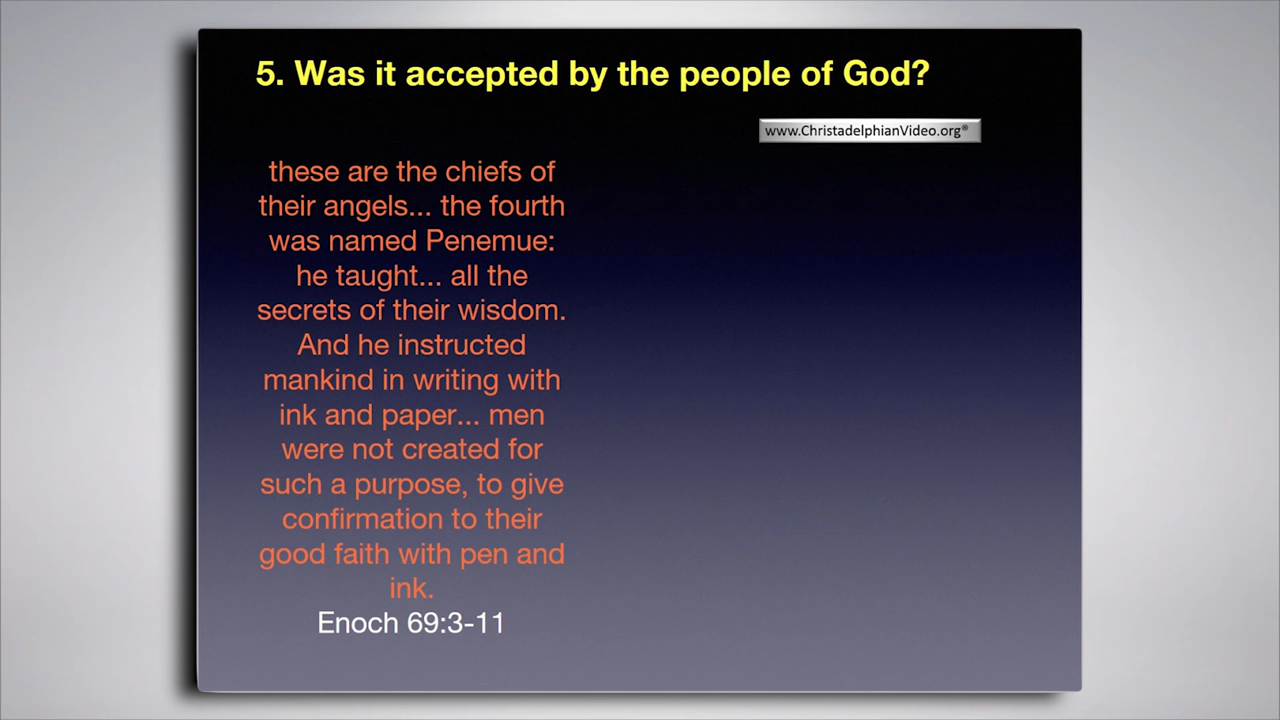 5. Was it accepted by the people of God?
www.ChristadelphianVideo.org®
these are the chiefs of
their angels... the fourth
was named Penemue:
he taught... all the
secrets of their wisdom.
And he instructed
mankind in writing with
ink and paper... men
were not created for
such a purpose, to give
confirmation to their
good faith with pen and
ink.
Enoch 69:3-11